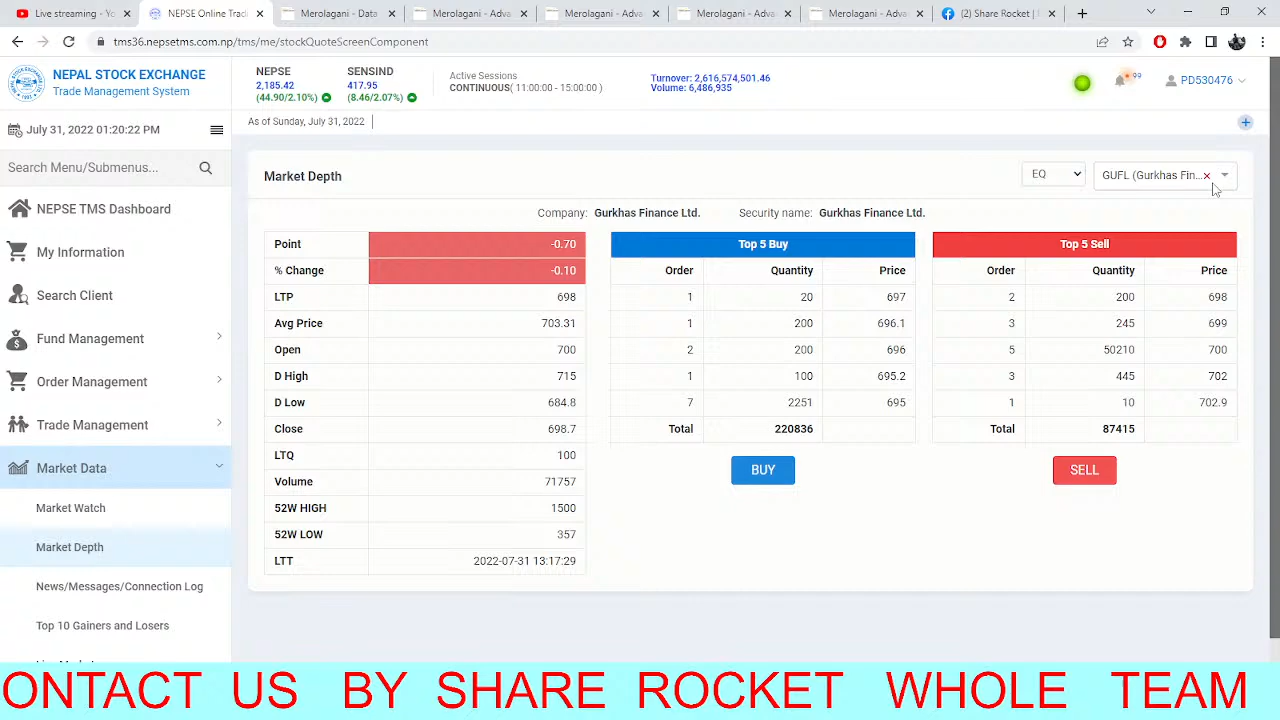 Live streaming - Yo
NEPSE Online Tradi
Merolagani - Data
Merolagani - Adva
Merolagani - Adva
Merolagani - Adva
Merolagani - Adva
(2) Share Rocket |
tms36.nepsetms.com.np/tms/me/stockQuoteScreenComponent
NEPAL STOCK EXCHANGE
Trade Management System
NEPSE
2,185.42
(44.90/2.10%)
SENSIND
417.95
(8.46/2.07%)
Active Sessions
CONTINUOUS( 11:00:00 - 15:00:00 )
Turnover: 2,616,574,501.46
Volume: 6,486,935
99
PD530476
July 31, 2022 01:20:22 PM
As of Sunday, July 31, 2022
Search Menu/Submenus...
NEPSE TMS Dashboard
My Information
Search Client
Fund Management
Order Management
Trade Management
Market Data
Market Watch
Market Depth
News/Messages/Connection Log
Top 10 Gainers and Losers
Market Depth
EQ
GUFL (Gurkhas Fin...
Company: Gurkhas Finance Ltd. Security name: Gurkhas Finance Ltd.
Point -0.70
% Change -0.10
LTP 698
Avg Price 703.31
Open 700
D High 715
D Low 684.8
Close 698.7
LTQ 100
Volume 71757
52W HIGH 1500
52W LOW 357
LTT 2022-07-31 13:17:29
Top 5 Buy
Order Quantity Price
1 20 697
1 200 696.1
2 200 696
1 100 695.2
7 2251 695
Total 220836
BUY
Top 5 Sell
Order Quantity Price
2 200 698
3 245 699
5 50210 700
3 445 702
1 10 702.9
Total 87415
SELL
ONTACT US BY SHARE ROCKET WHOLE TEAM